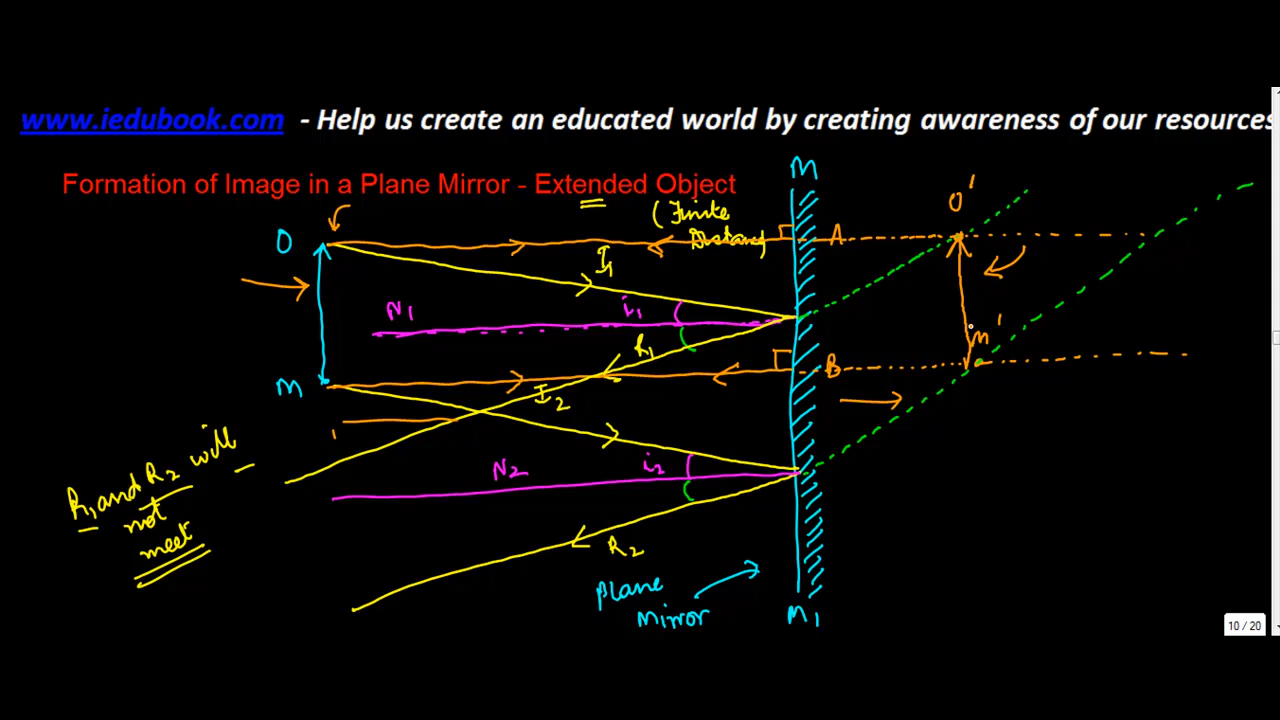 www.iedubook.com - Help us create an educated world by creating awareness of our resources
Formation of Image in a Plane Mirror - Extended Object
(Finite
Distance)
M
O
O'
A
I₁
N₁
i₁
R₁
M'
B
M
I₂
N₂
i₂
R₂
R₁ and R₂ will
not
meet
plane
mirror
M₁
10 / 20